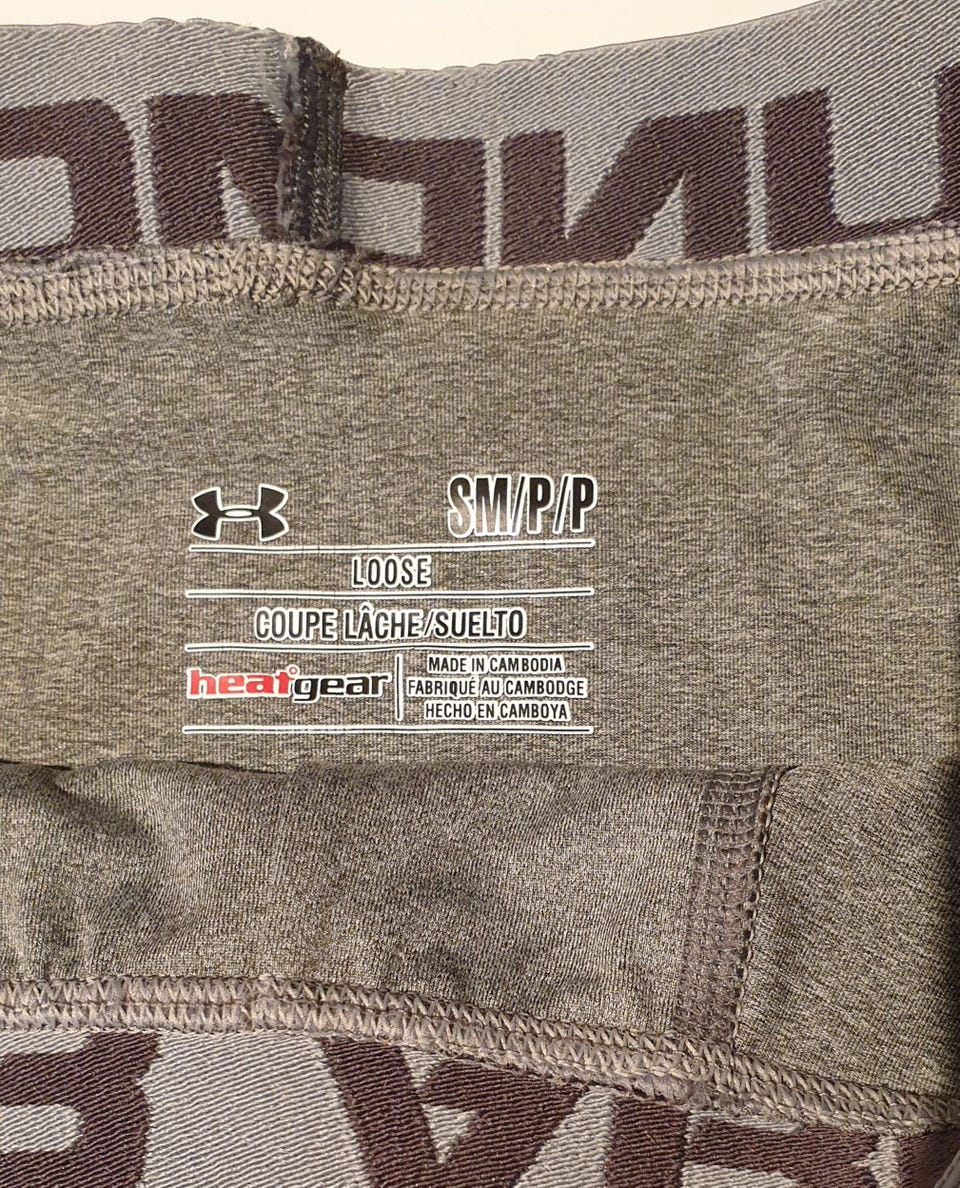 SM/P/P
LOOSE
COUPE LÂCHE/SUELTO
heatgear
MADE IN CAMBODIA
FABRIQUÉ AU CAMBODGE
HECHO EN CAMBOYA